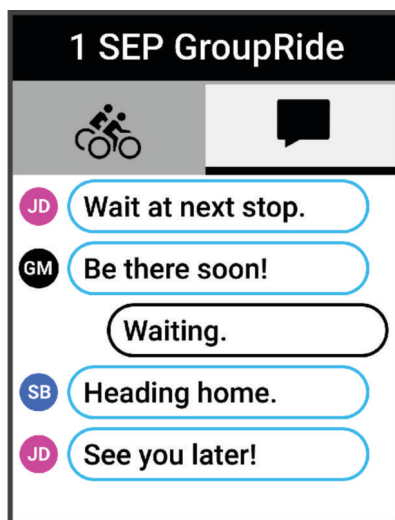 1 SEP GroupRide
JD Wait at next stop.
GM Be there soon!
Waiting.
SB Heading home.
JD See you later!